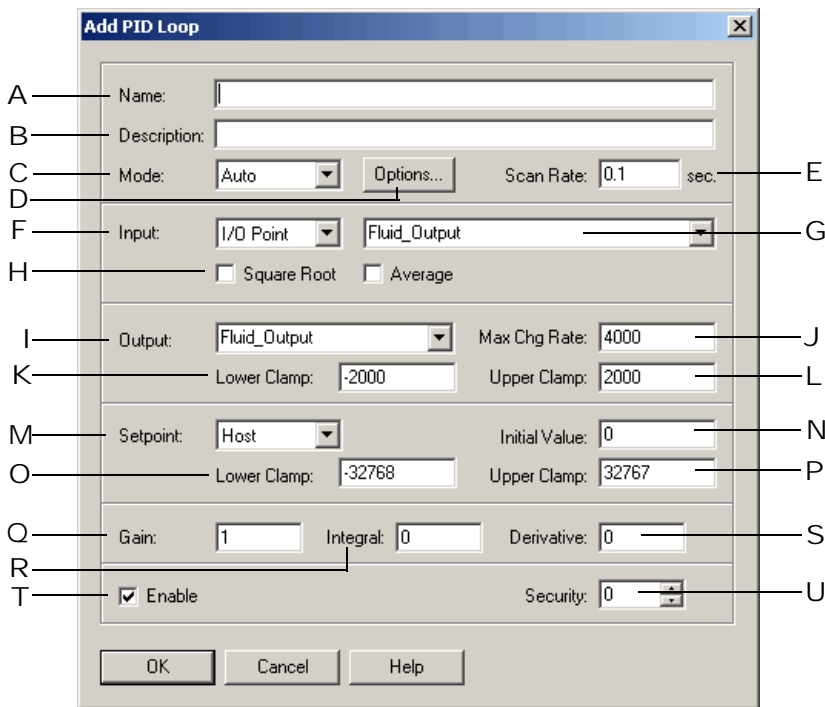 Add PID Loop
A Name:
B Description:
C Mode: Auto Options... Scan Rate: 0.1 sec. E
D
F Input: I/O Point Fluid_Output G
H Square Root Average
I Output: Fluid_Output Max Chg Rate: 4000 J
K Lower Clamp: -2000 Upper Clamp: 2000 L
M Setpoint: Host Initial Value: 0 N
O Lower Clamp: -32768 Upper Clamp: 32767 P
Q Gain: 1 Integral: 0 Derivative: 0 S
R
T Enable Security: 0 U
OK Cancel Help